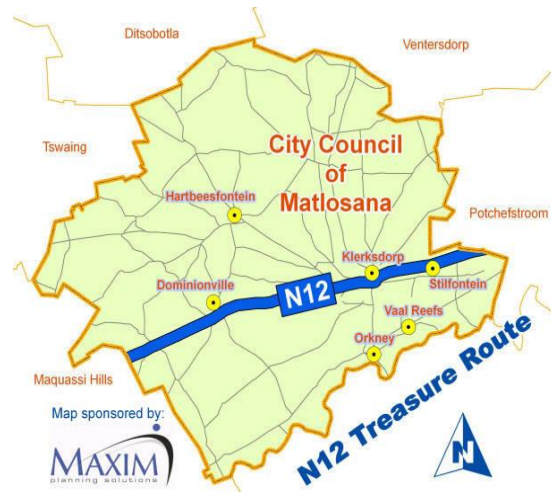 Ditsobotla
Ventersdorp
Tswaing
City Council
of
Matlosana
Hartbeesfontein
Potchefstroom
Klerksdorp
Stilfontein
Dominionville
N12
Vaal Reefs
Orkney
Maquassi Hills
N12 Treasure Route
Map sponsored by:
MAXIM
planning solutions
N